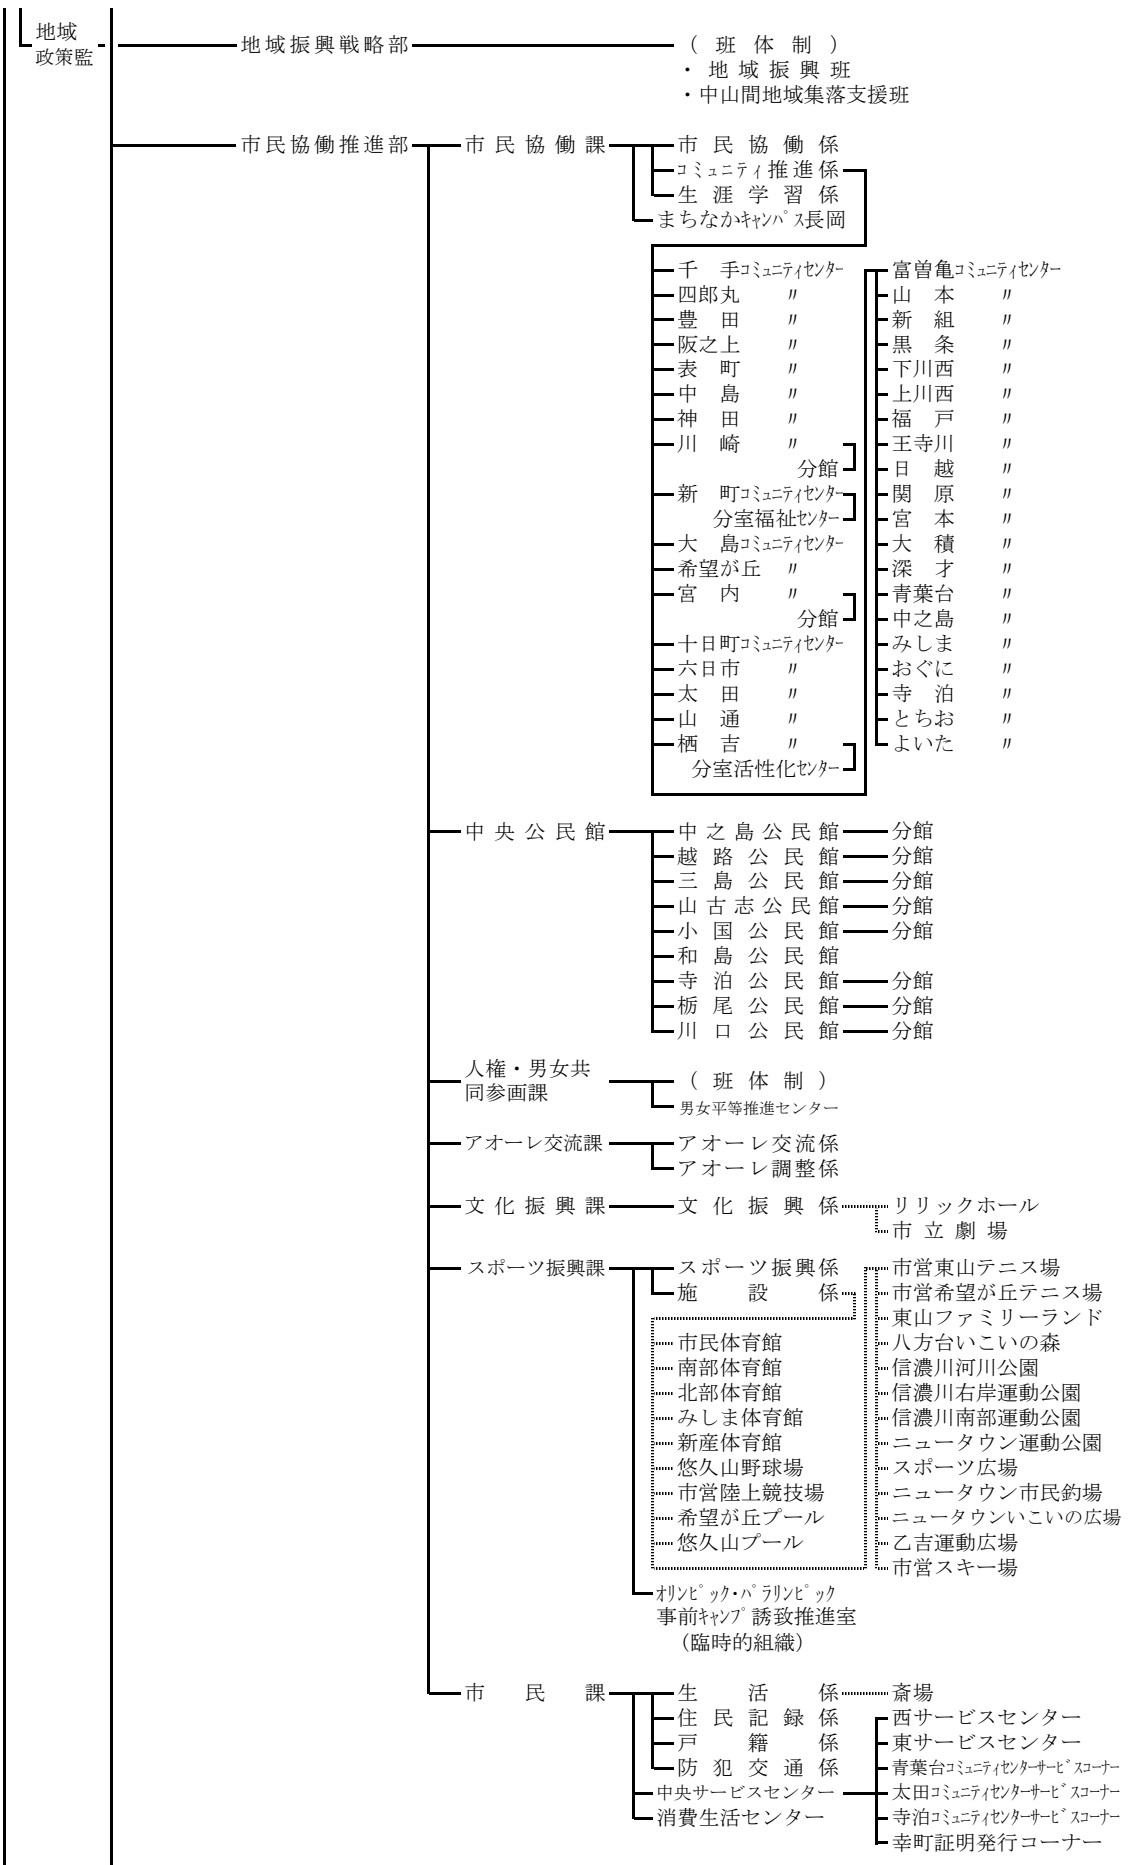 地域
政策監
地域振興戦略部
(班体制)
・地域振興班
・中山間地域集落支援班
市民協働推進部
市民協働課
市民協働係
コミュニティ推進係
生涯学習係
まちなかキャンパス長岡
千手コミュニティセンター
四郎丸 〃
豊田 〃
阪之上 〃
表町 〃
中島 〃
神田 〃
川崎 〃
分館
新町コミュニティセンター
分室福祉センター
大島コミュニティセンター
希望が丘 〃
宮内 〃
分館
十日町コミュニティセンター
六日市 〃
太田 〃
山通 〃
栖吉 〃
分室活性化センター
富曽亀コミュニティセンター
山本 〃
新組 〃
黒条 〃
下川西 〃
上川西 〃
福戸 〃
王寺川 〃
日越 〃
関原 〃
宮本 〃
大積 〃
深才 〃
青葉台 〃
中之島 〃
みしま 〃
おぐに 〃
寺泊 〃
とちお 〃
よいた 〃
中央公民館
中之島公民館 分館
越路公民館 分館
三島公民館 分館
山古志公民館 分館
小国公民館 分館
和島公民館
寺泊公民館 分館
栃尾公民館 分館
川口公民館 分館
人権・男女共
同参画課
(班体制)
男女平等推進センター
アオーレ交流課
アオーレ交流係
アオーレ調整係
文化振興課
文化振興係
リリックホール
市立劇場
スポーツ振興課
スポーツ振興係
施設係
市民体育館
南部体育館
北部体育館
みしま体育館
新産体育館
悠久山野球場
市営陸上競技場
希望が丘プール
悠久山プール
市営東山テニス場
市営希望が丘テニス場
東山ファミリーランド
八方台いこいの森
信濃川河川公園
信濃川右岸運動公園
信濃川南部運動公園
ニュータウン運動公園
スポーツ広場
ニュータウン市民釣場
ニュータウンいこいの広場
乙吉運動広場
市営スキー場
オリンピック・パラリンピック
事前キャンプ誘致推進室
(臨時的組織)
市民課
生活係
斎場
住民記録係
戸籍係
防犯交通係
中央サービスセンター
消費生活センター
西サービスセンター
東サービスセンター
青葉台コミュニティセンターサービスコーナー
太田コミュニティセンターサービスコーナー
寺泊コミュニティセンターサービスコーナー
幸町証明発行コーナー